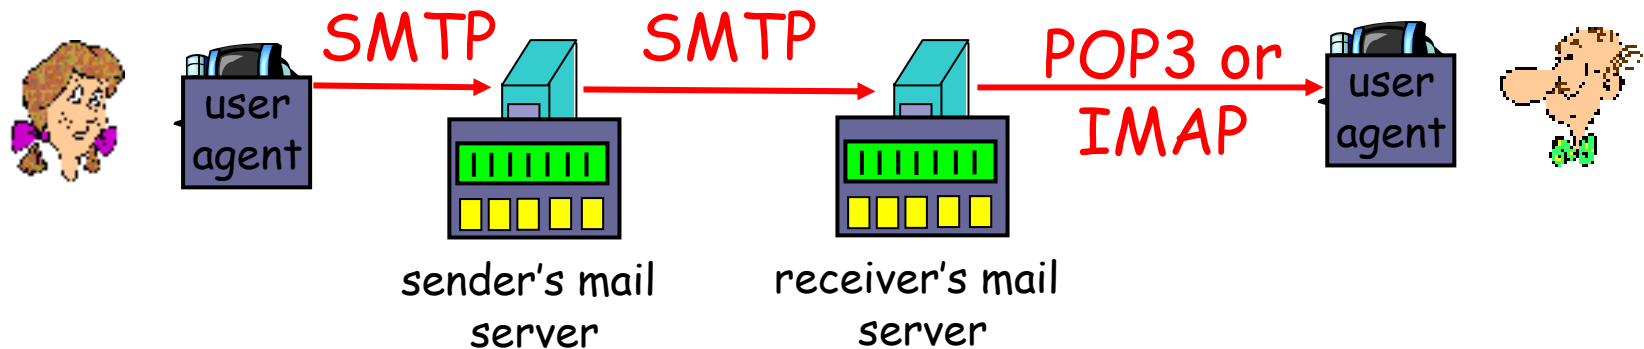 SMTP
SMTP
POP3 or
IMAP
user
agent
user
agent
sender's mail
server
receiver's mail
server